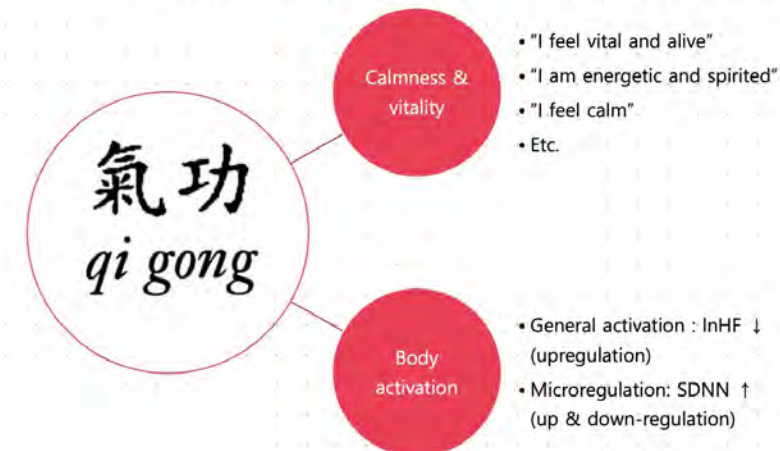 氣功
qi gong
Calmness &
vitality
• "I feel vital and alive"
• "I am energetic and spirited"
• "I feel calm"
• Etc.
Body
activation
• General activation : lnHF ↓
(upregulation)
• Microregulation: SDNN ↑
(up & down-regulation)